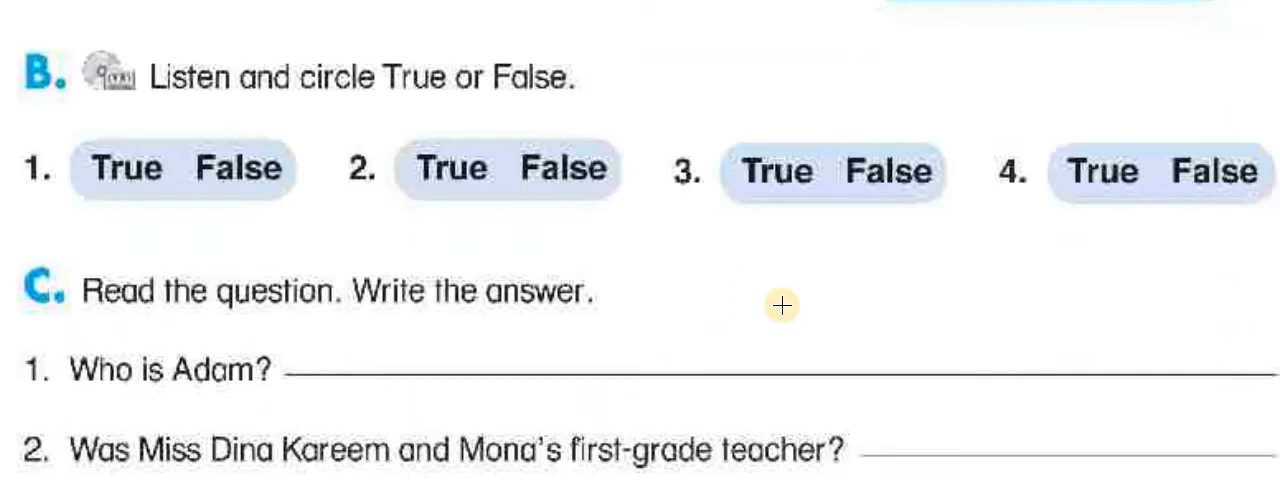 B. Listen and circle True or False.
1. True False 2. True False 3. True False 4. True False
C. Read the question. Write the answer.
1. Who is Adam?
2. Was Miss Dina Kareem and Mona's first-grade teacher?